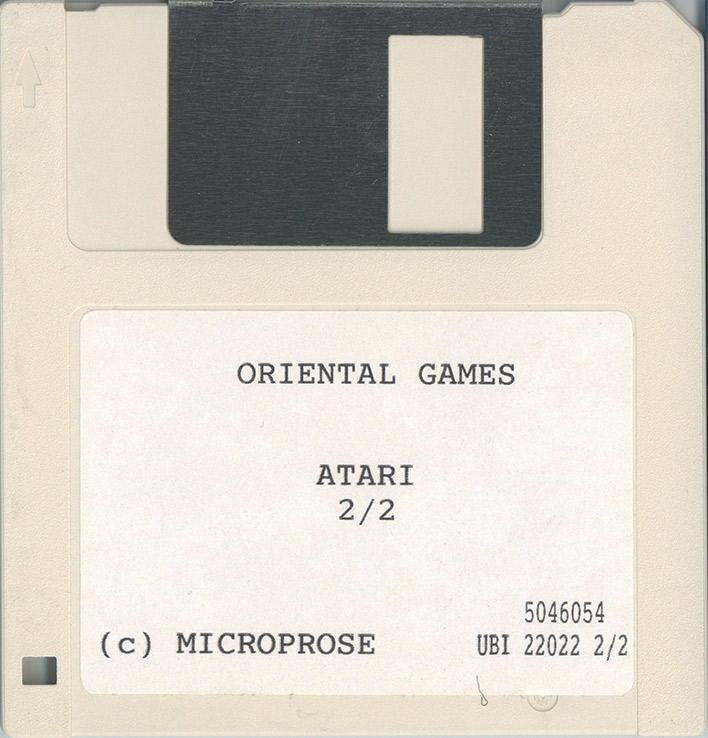 ORIENTAL GAMES
ATARI
2/2
5046054
(c) MICROPROSE
UBI 22022 2/2